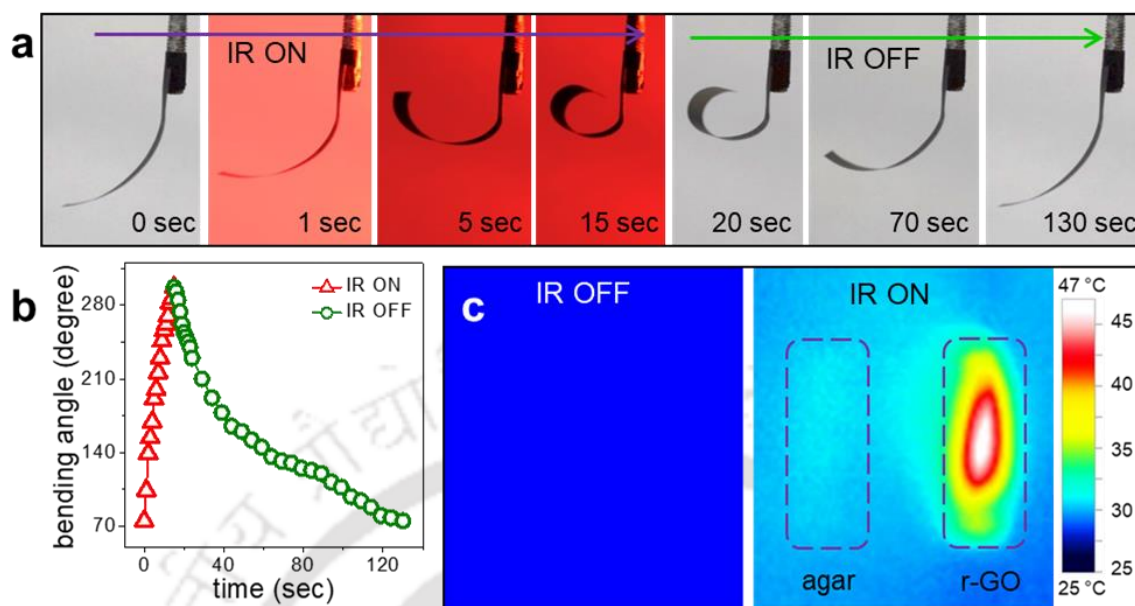 a
IR ON
IR OFF
0 sec
1 sec
5 sec
15 sec
20 sec
70 sec
130 sec
b
IR ON
IR OFF
280
210
140
70
bending angle (degree)
0
40
80
120
time (sec)
c
IR OFF
IR ON
agar
r-GO
47 °C
45
40
35
30
25
25 °C